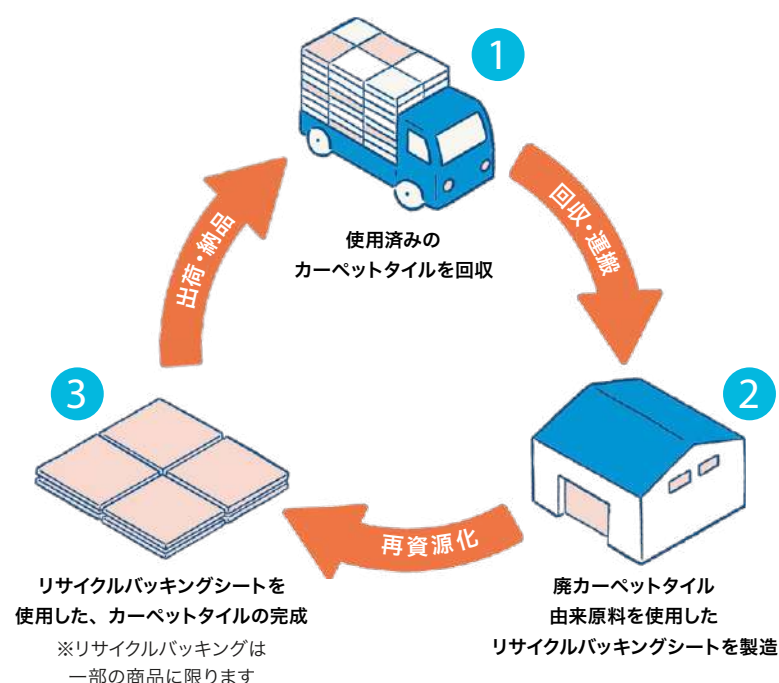 1
使用済みの
カーペットタイルを回収
回収・運搬
2
廃カーペットタイル
由来原料を使用した
リサイクルバッキングシートを製造
再資源化
3
リサイクルバッキングシートを
使用した、カーペットタイルの完成
※リサイクルバッキングは
一部の商品に限ります
出荷・納品